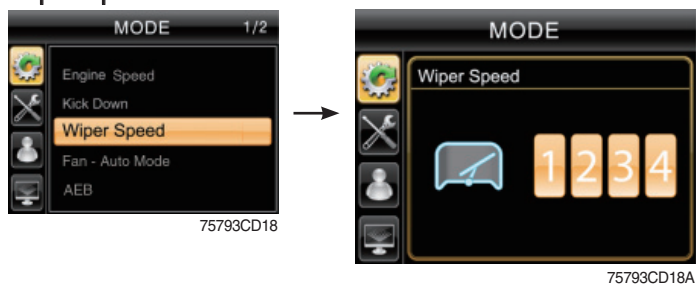 MODE 1/2
Engine Speed
Kick Down
Wiper Speed
Fan - Auto Mode
AEB
75793CD18
MODE
Wiper Speed
1 2 3 4
75793CD18A